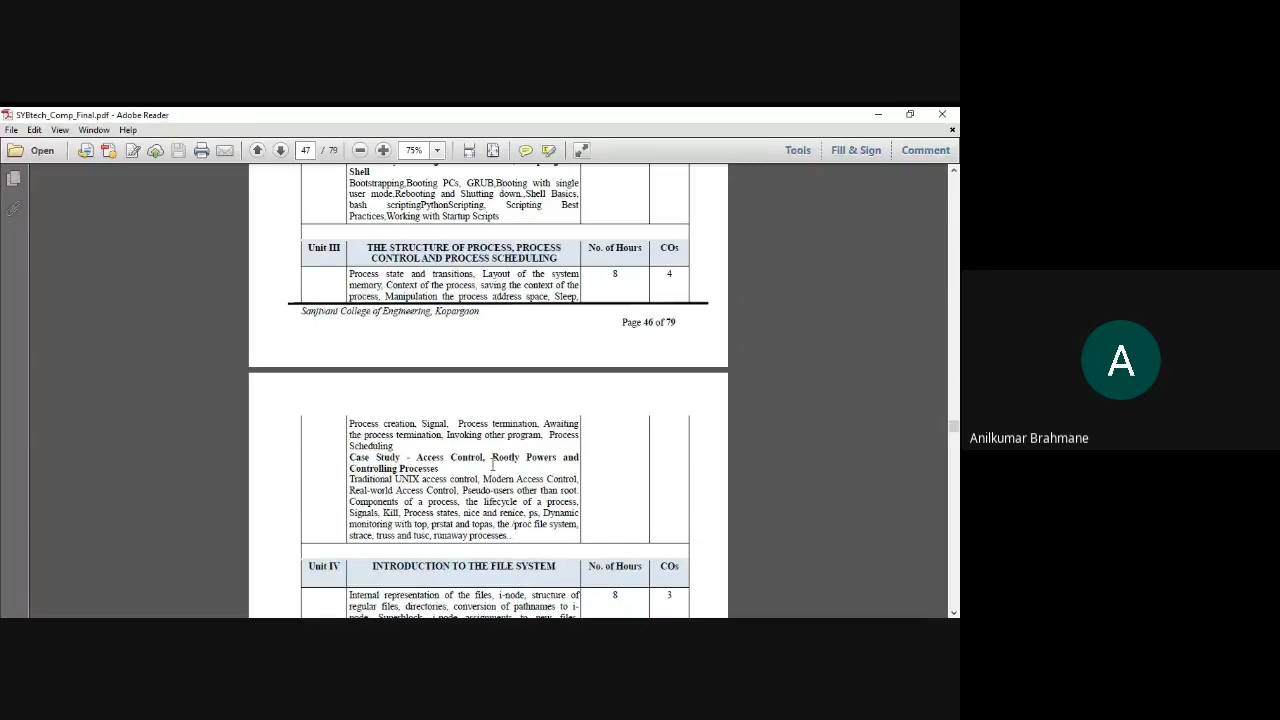 SYBtech_Comp_Final.pdf - Adobe Reader
File Edit View Window Help
Open 47 / 79 75% Tools Fill & Sign Comment
Shell
Bootstrapping,Booting PCs, GRUB,Booting with single
user mode,Rebooting and Shutting down.,Shell Basics,
bash scriptingPythonScripting, Scripting Best
Practices,Working with Startup Scripts
Unit III THE STRUCTURE OF PROCESS, PROCESS No. of Hours COs
CONTROL AND PROCESS SCHEDULING
Process state and transitions, Layout of the system 8 4
memory, Context of the process, saving the context of the
process, Manipulation the process address space, Sleep,
Sanjivani College of Engineering, Kopargaon
Page 46 of 79
Process creation, Signal, Process termination, Awaiting
the process termination, Invoking other program, Process
Scheduling
Case Study - Access Control, Rootly Powers and
Controlling Processes
Traditional UNIX access control, Modern Access Control,
Real-world Access Control, Pseudo-users other than root.
Components of a process, the lifecycle of a process,
Signals, Kill, Process states, nice and renice, ps, Dynamic
monitoring with top, prstat and topas, the /proc file system,
strace, truss and tusc, runaway processes..
Unit IV INTRODUCTION TO THE FILE SYSTEM No. of Hours COs
Internal representation of the files, i-node, structure of 8 3
regular files, directories, conversion of pathnames to i-
node, Superblock, i-node assignments to new files,
A
Anilkumar Brahmane